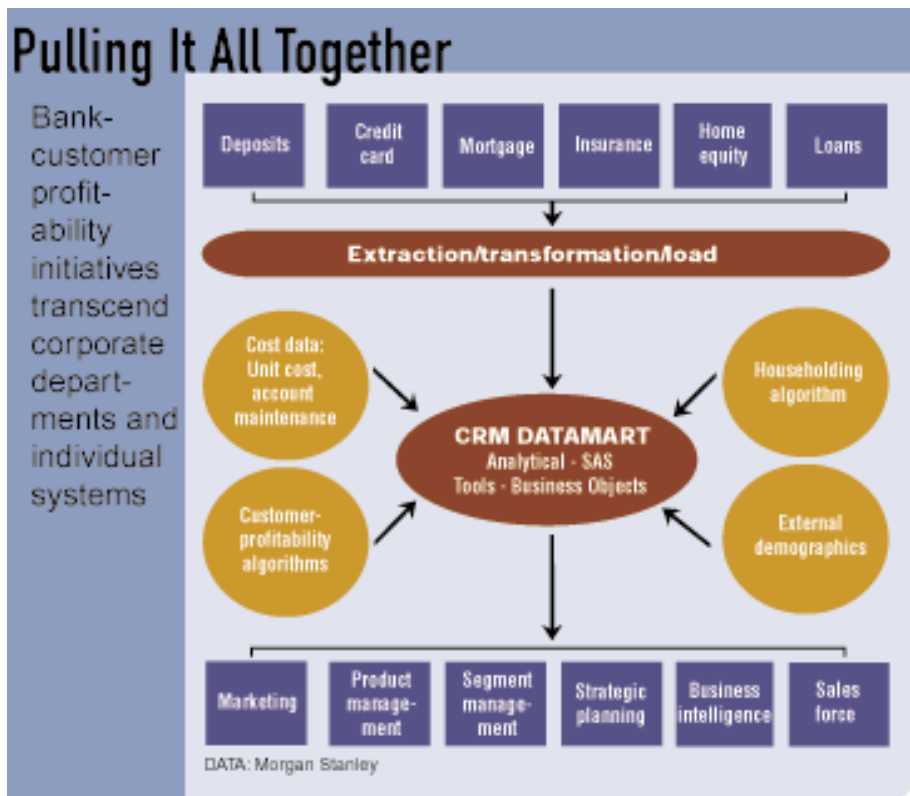 Pulling It All Together
Bank-
customer
profit-
ability
initiatives
transcend
corporate
depart-
ments and
individual
systems
Deposits
Credit
card
Mortgage
Insurance
Home
equity
Loans
Extraction/transformation/load
Cost data:
Unit cost,
account
maintenance
Householding
algorithm
CRM DATAMART
Analytical - SAS
Tools - Business Objects
Customer-
profitability
algorithms
External
demographics
Marketing
Product
manage-
ment
Segment
manage-
ment
Strategic
planning
Business
intelligence
Sales
force
DATA: Morgan Stanley